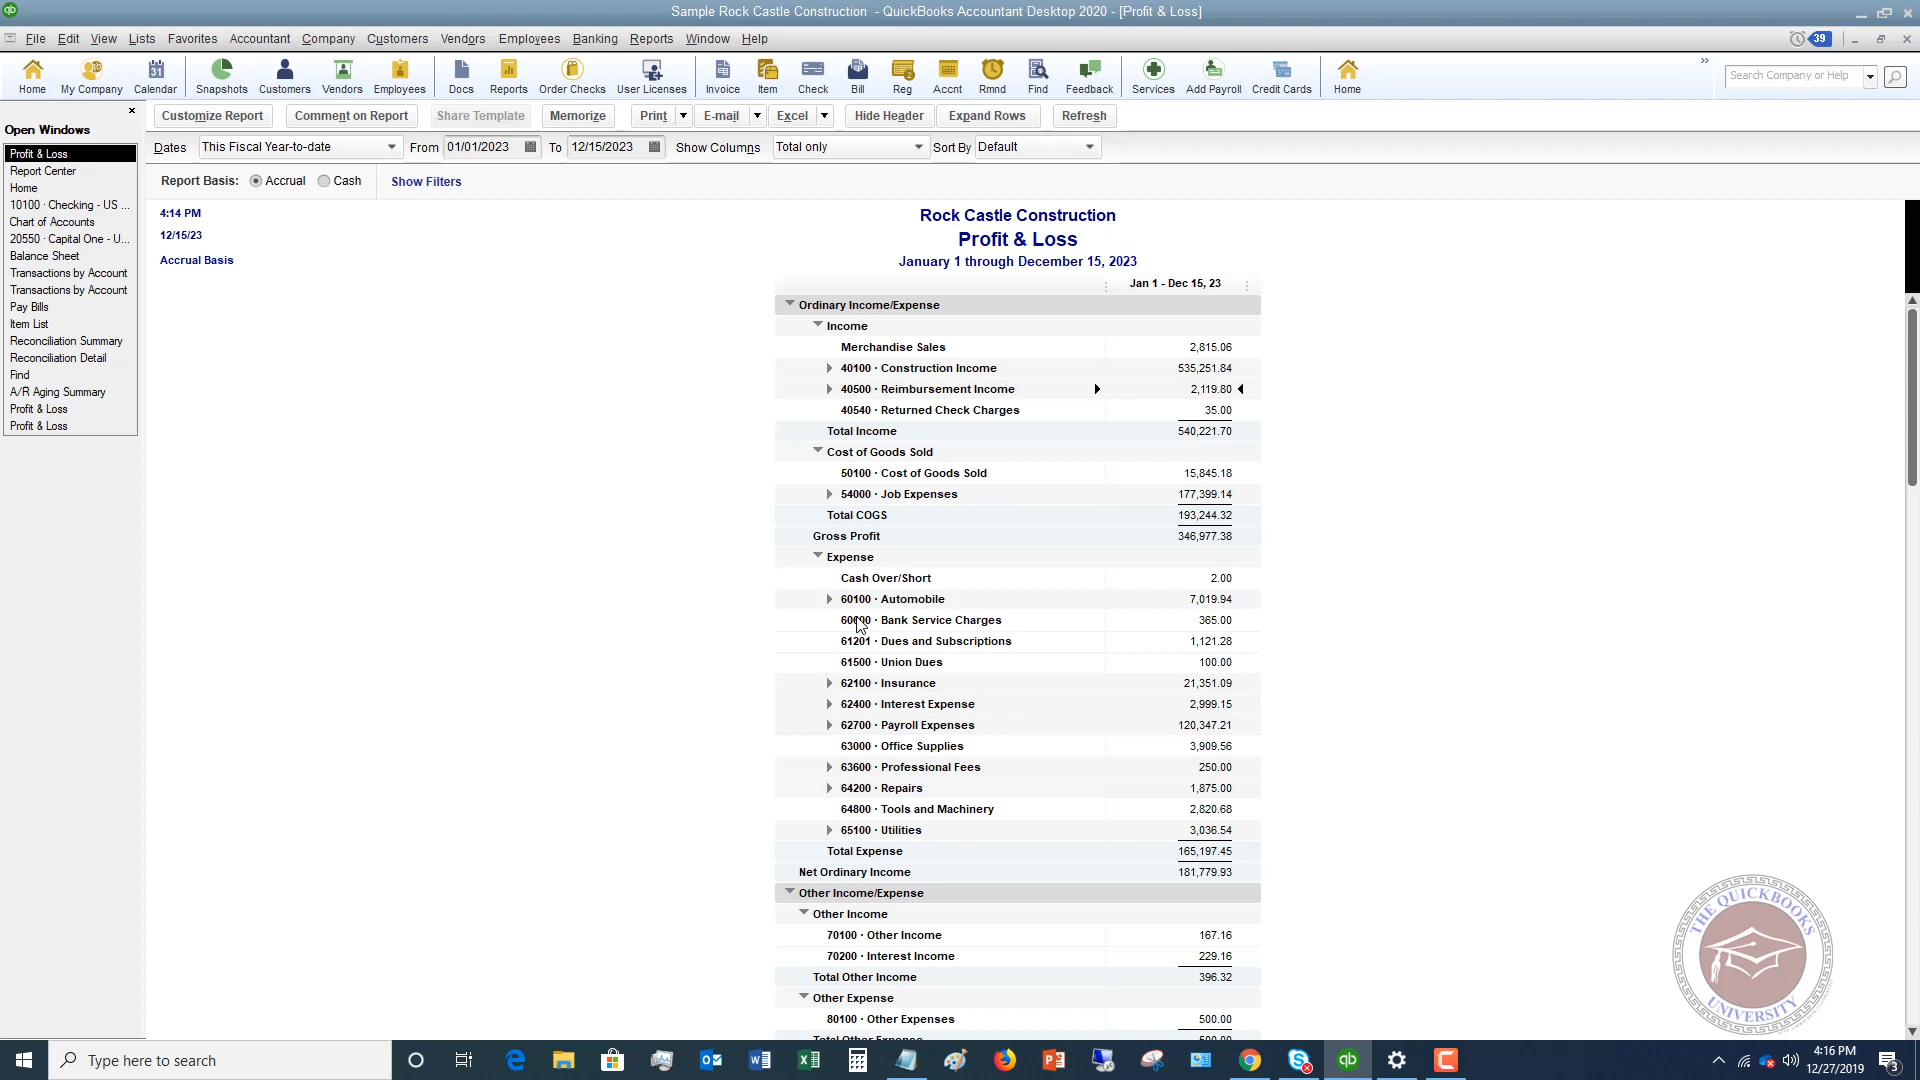 Sample Rock Castle Construction - QuickBooks Accountant Desktop 2020 - [Profit & Loss]
File Edit View Lists Favorites Accountant Company Customers Vendors Employees Banking Reports Window Help 39
Home My Company Calendar Snapshots Customers Vendors Employees Docs Reports Order Checks User Licenses Invoice Item Check Bill Reg Accnt Rmnd Find Feedback Services Add Payroll Credit Cards Home Search Company or Help
Customize Report Comment on Report Share Template Memorize Print E-mail Excel Hide Header Expand Rows Refresh
Dates This Fiscal Year-to-date From 01/01/2023 To 12/15/2023 Show Columns Total only Sort By Default
Report Basis: Accrual Cash Show Filters
Open Windows
Profit & Loss
Report Center
Home
10100 · Checking - US ...
Chart of Accounts
20550 · Capital One - U...
Balance Sheet
Transactions by Account
Transactions by Account
Pay Bills
Item List
Reconciliation Summary
Reconciliation Detail
Find
A/R Aging Summary
Profit & Loss
Profit & Loss
4:14 PM
12/15/23
Accrual Basis
Rock Castle Construction
Profit & Loss
January 1 through December 15, 2023
Jan 1 - Dec 15, 23
Ordinary Income/Expense
Income
Merchandise Sales 2,815.06
40100 · Construction Income 535,251.84
40500 · Reimbursement Income 2,119.80
40540 · Returned Check Charges 35.00
Total Income 540,221.70
Cost of Goods Sold
50100 · Cost of Goods Sold 15,845.18
54000 · Job Expenses 177,399.14
Total COGS 193,244.32
Gross Profit 346,977.38
Expense
Cash Over/Short 2.00
60100 · Automobile 7,019.94
· Bank Service Charges 365.00
61201 · Dues and Subscriptions 1,121.28
61500 · Union Dues 100.00
62100 · Insurance 21,351.09
62400 · Interest Expense 2,999.15
62700 · Payroll Expenses 120,347.21
63000 · Office Supplies 3,909.56
63600 · Professional Fees 250.00
64200 · Repairs 1,875.00
64800 · Tools and Machinery 2,820.68
65100 · Utilities 3,036.54
Total Expense 165,197.45
Net Ordinary Income 181,779.93
Other Income/Expense
Other Income
70100 · Other Income 167.16
70200 · Interest Income 229.16
Total Other Income 396.32
Other Expense
80100 · Other Expenses 500.00
Total Other Expense 500.00
THE QUICKBOOKS UNIVERSITY
Type here to search
4:16 PM
12/27/2019
3